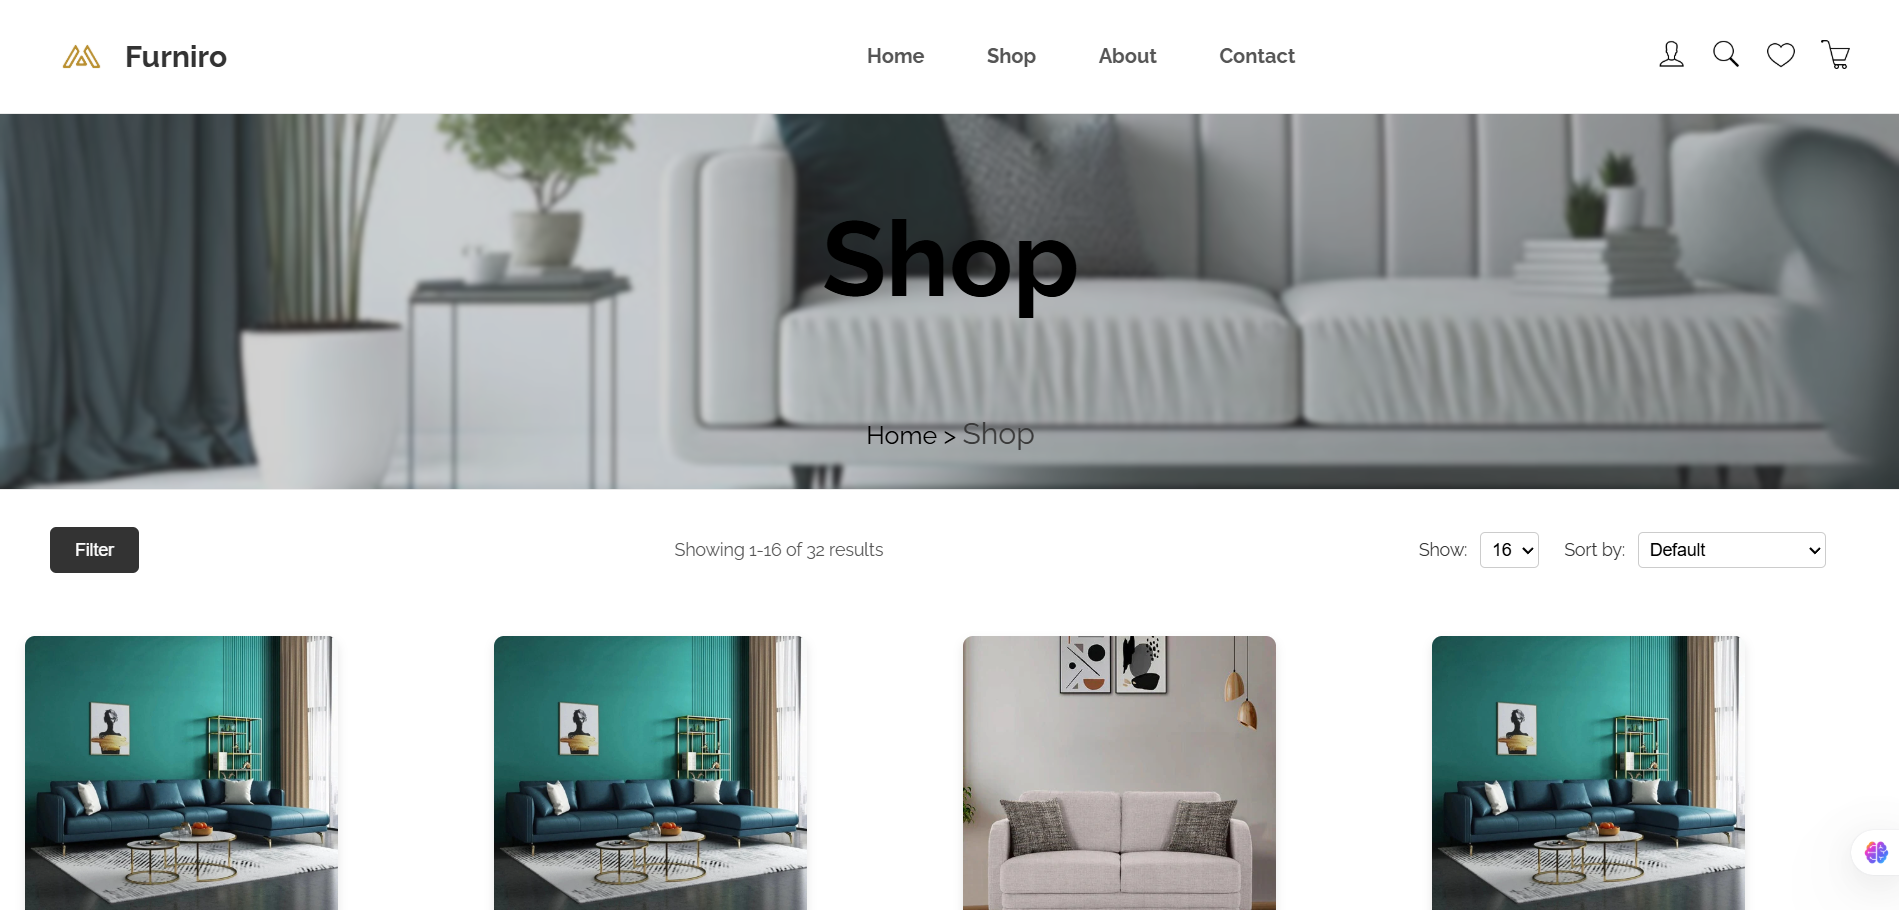 Furniro
Home
Shop
About
Contact
Shop
Home > Shop
Filter
Showing 1-16 of 32 results
Show:
16
Sort by:
Default